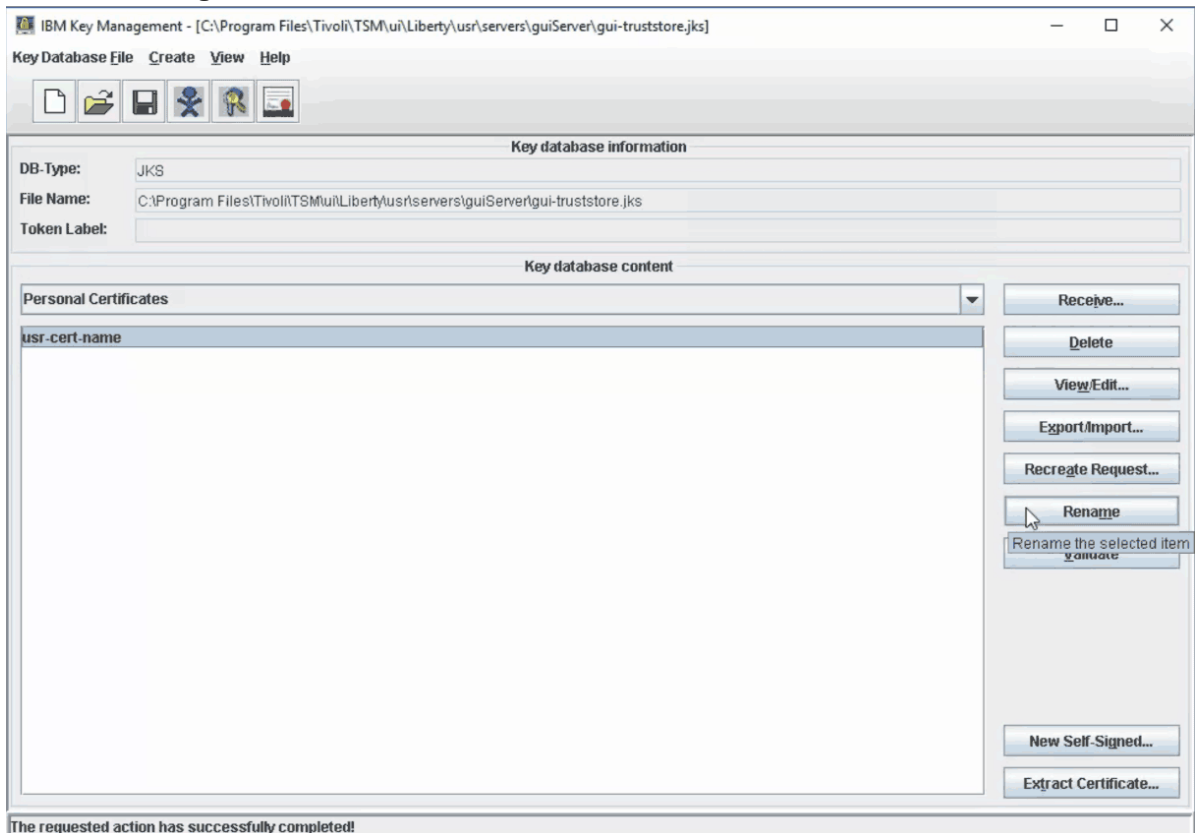 IBM Key Management - [C:\Program Files\Tivoli\TSM\ui\Liberty\usr\servers\guiServer\gui-truststore.jks]
Key Database File Create View Help
Key database information
DB-Type: JKS
File Name: C:\Program Files\Tivoli\TSM\ui\Liberty\usr\servers\guiServer\gui-truststore.jks
Token Label:
Key database content
Personal Certificates
Receive...
usr-cert-name
Delete
View/Edit...
Export/Import...
Recreate Request...
Rename
Rename the selected item
Validate
New Self-Signed...
Extract Certificate...
The requested action has successfully completed!